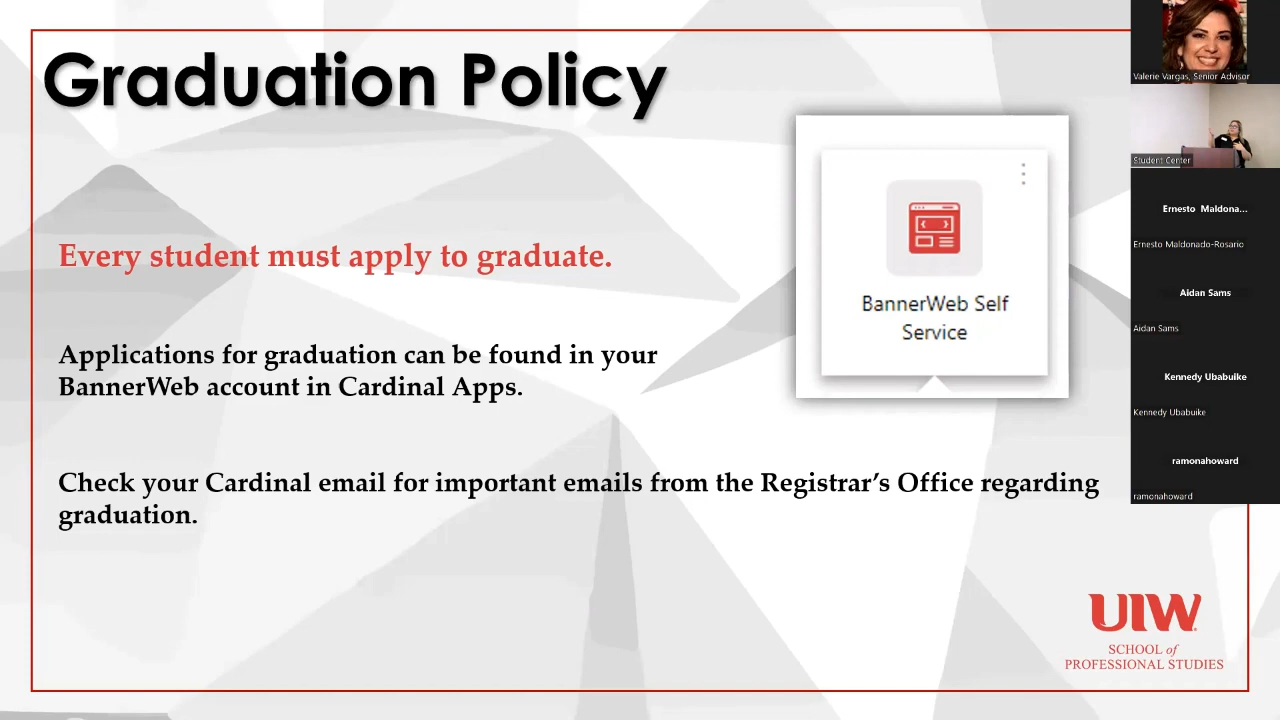 Graduation Policy
Every student must apply to graduate.
Applications for graduation can be found in your
BannerWeb account in Cardinal Apps.
Check your Cardinal email for important emails from the Registrar's Office regarding
graduation.
BannerWeb Self
Service
Valerie Vargas, Senior Advisor
Student Center
Ernesto Maldona...
Ernesto Maldonado-Rosario
Aidan Sams
Aidan Sams
Kennedy Ubabuike
Kennedy Ubabuike
ramonahoward
ramonahoward
UIW
SCHOOL of
PROFESSIONAL STUDIES